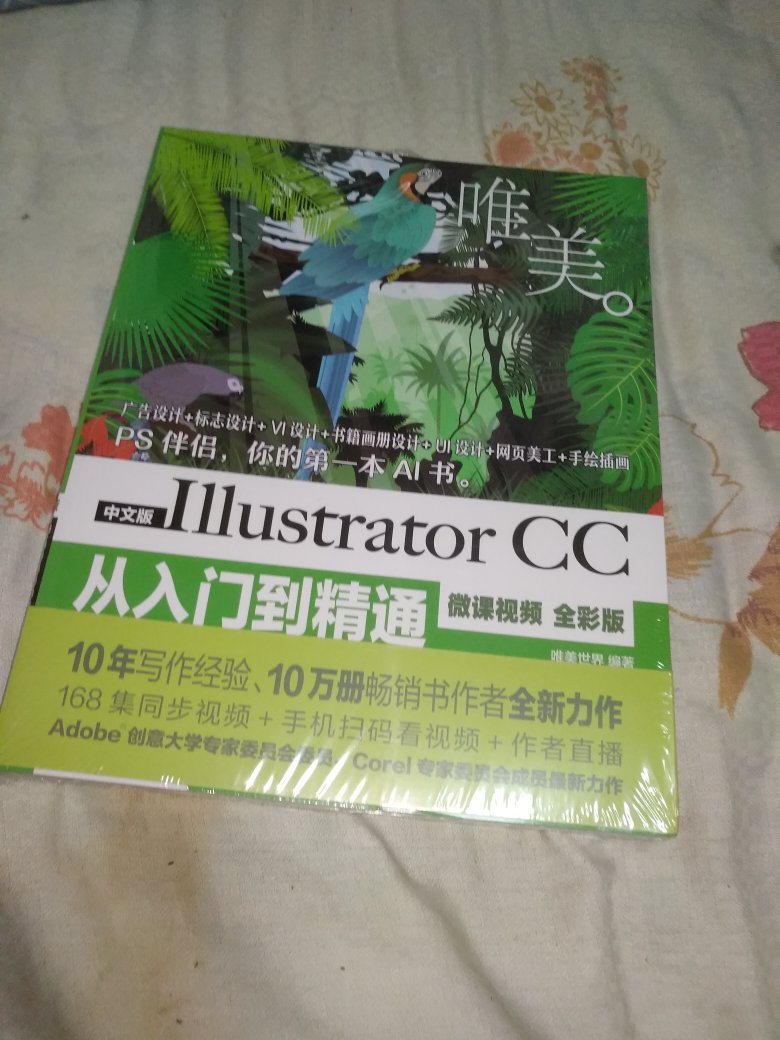 唯美。
广告设计+标志设计+VI设计+书籍画册设计+UI设计+网页美工+手绘插画
PS伴侣，你的第一本AI书。
中文版 Illustrator CC
从入门到精通 微课视频 全彩版
唯美世界 编著
10年写作经验、10万册畅销书作者全新力作
168集同步视频+手机扫码看视频+作者直播
Adobe 创意大学专家委员会委员、Corel 专家委员会成员最新力作